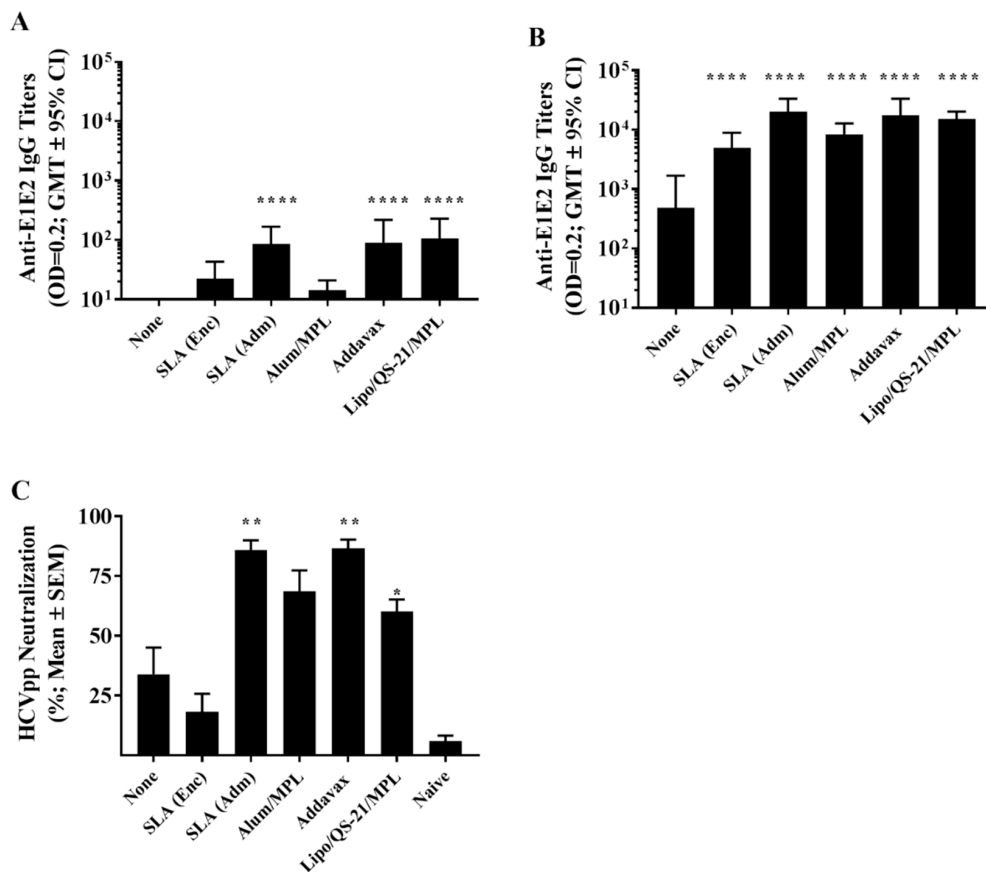 A
Anti-E1E2 IgG Titers
(OD=0.2; GMT ± 95% CI)
10⁵
10⁴
10³
10²
10¹
**** **** ****
None
SLA (Enc)
SLA (Adm)
Alum/MPL
Addavax
Lipo/QS-21/MPL
B
Anti-E1E2 IgG Titers
(OD=0.2; GMT ± 95% CI)
10⁵
10⁴
10³
10²
10¹
**** **** **** **** ****
None
SLA (Enc)
SLA (Adm)
Alum/MPL
Addavax
Lipo/QS-21/MPL
C
HCVpp Neutralization
(%; Mean ± SEM)
100
75
50
25
** **
*
None
SLA (Enc)
SLA (Adm)
Alum/MPL
Addavax
Lipo/QS-21/MPL
Naive